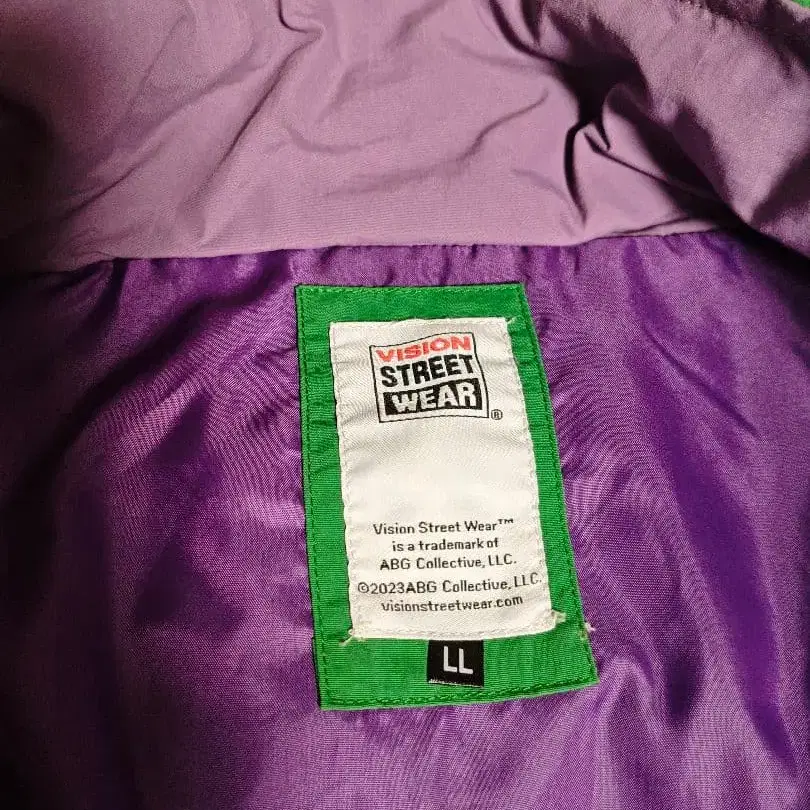 VISION
STREET
WEAR
®
Vision Street Wear™
is a trademark of
ABG Collective, LLC.
©2023ABG Collective, LLC.
visionstreetwear.com
LL